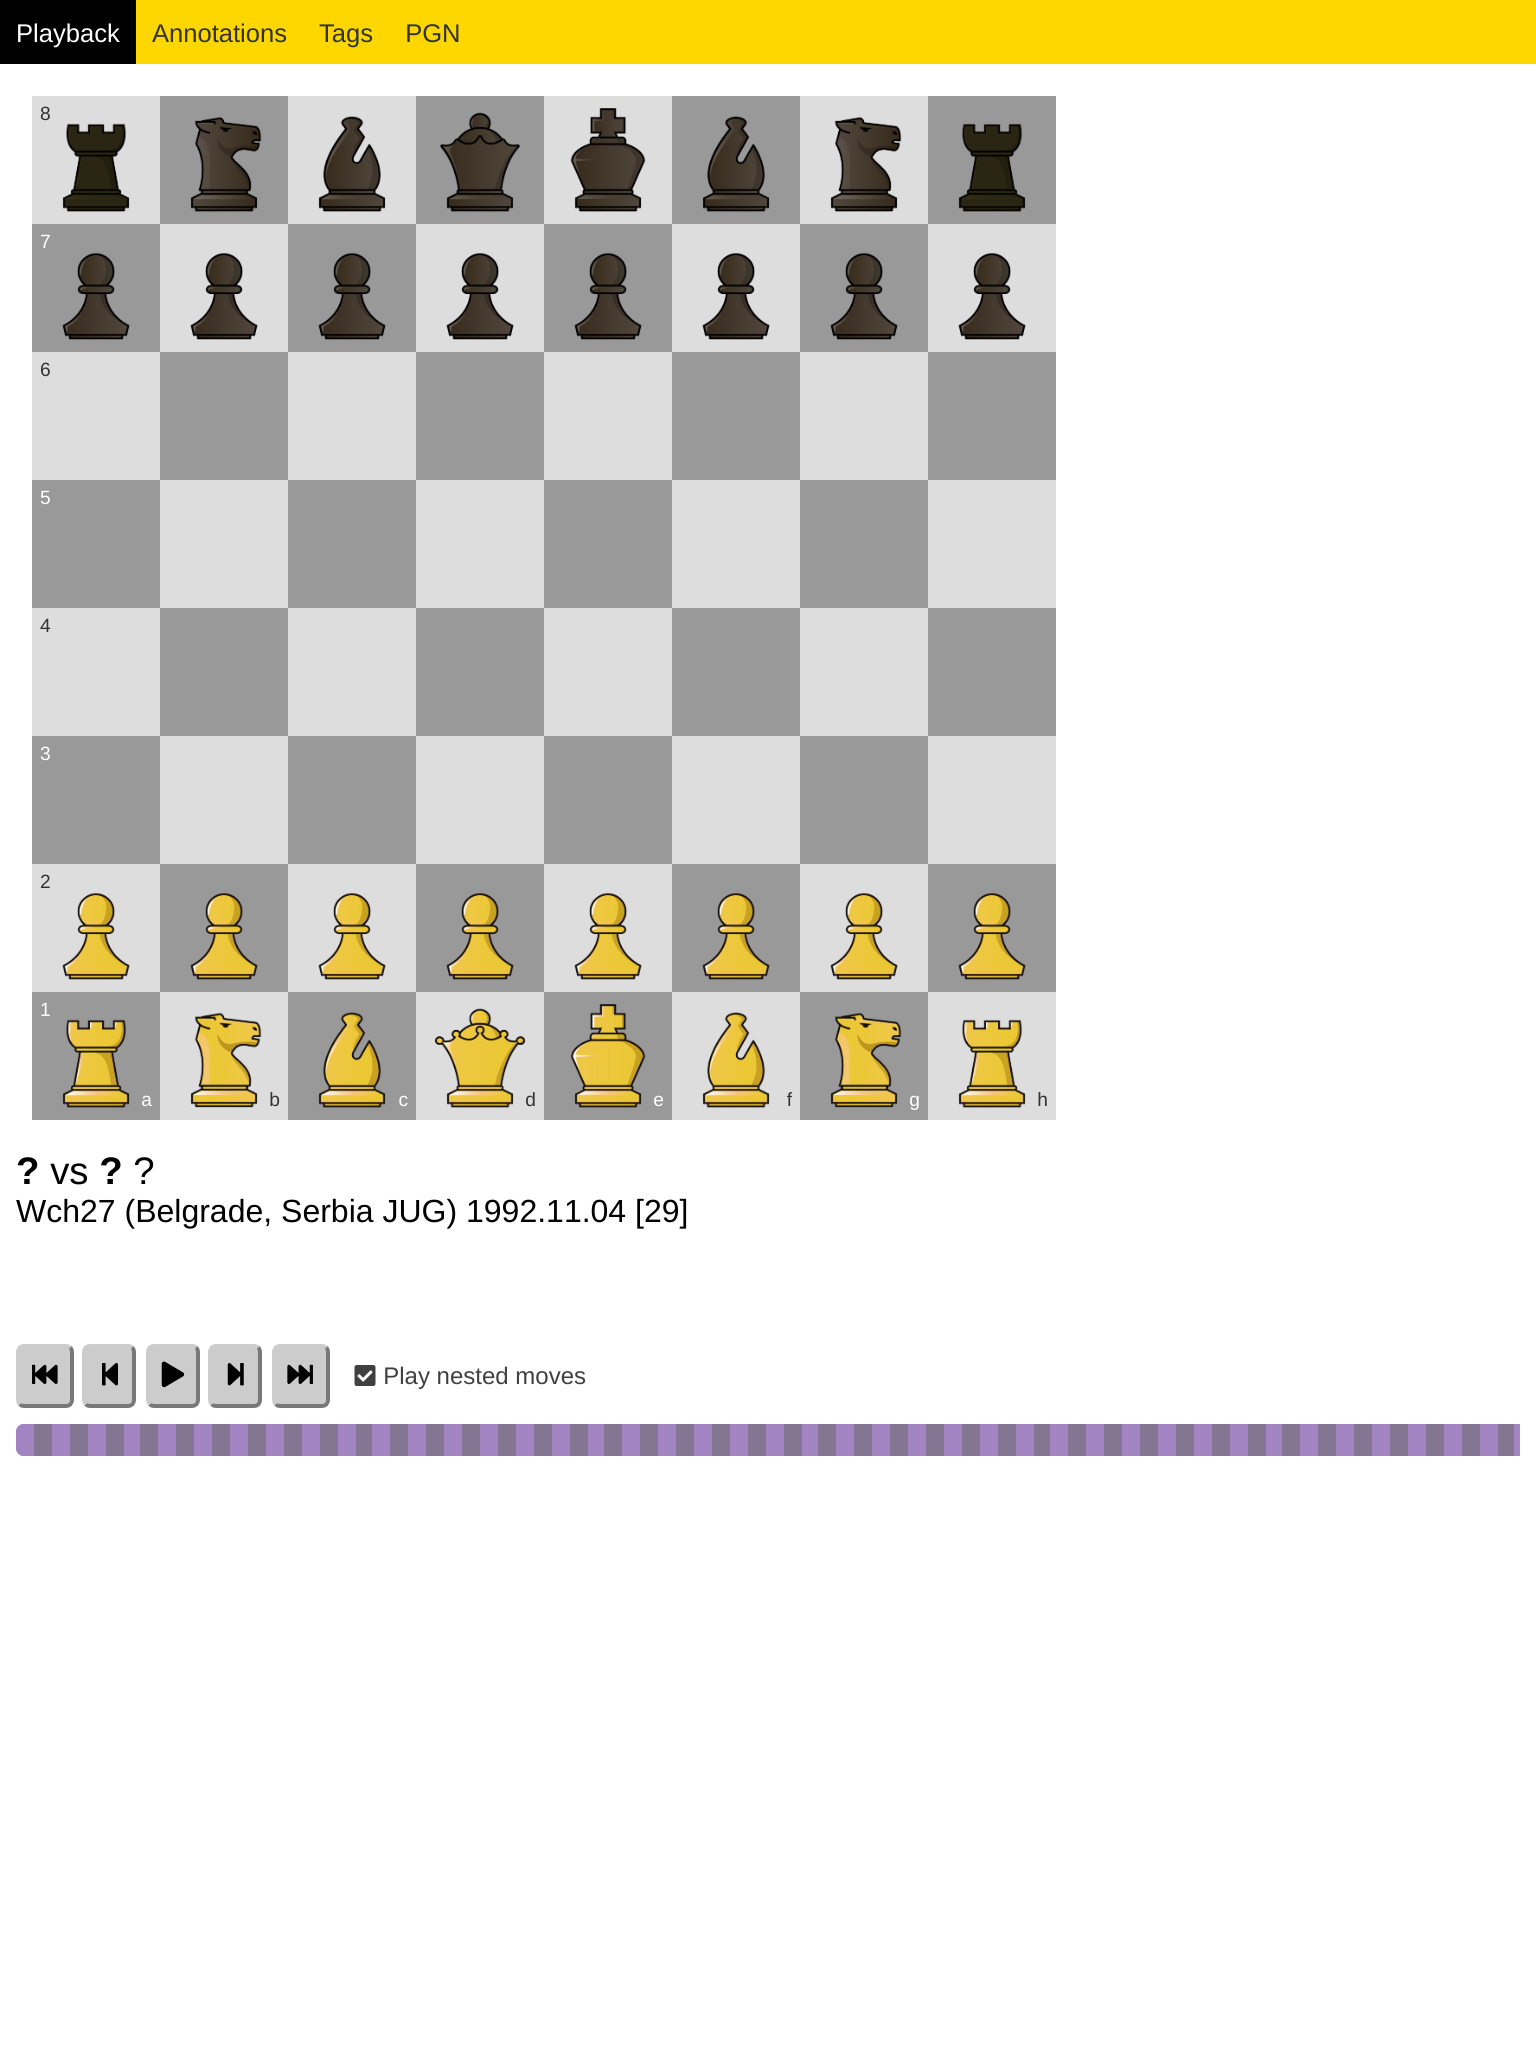 Playback Annotations Tags PGN
8
7
6
5
4
3
2
1
a b c d e f g h
? vs ? ?
Wch27 (Belgrade, Serbia JUG) 1992.11.04 [29]
Play nested moves